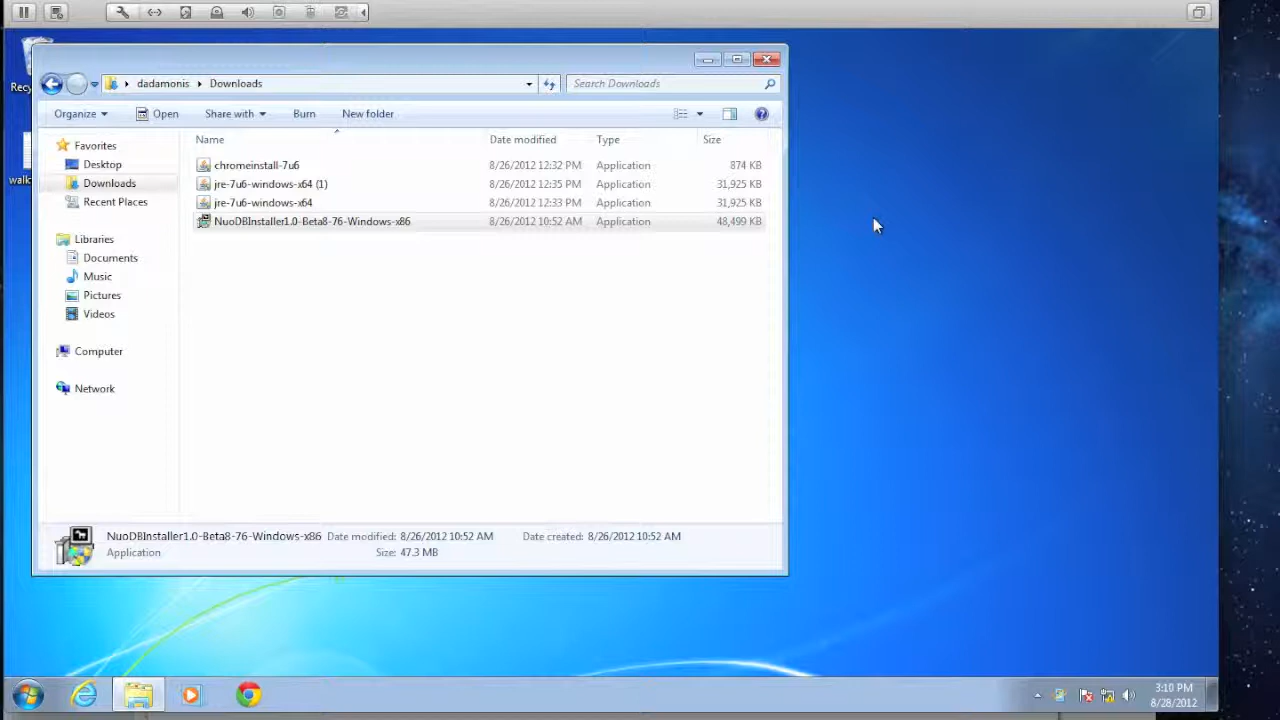 Recy
walk
dadamonis Downloads
Search Downloads
Organize Open Share with Burn New folder
Name Date modified Type Size
Favorites
Desktop
Downloads
Recent Places
Libraries
Documents
Music
Pictures
Videos
Computer
Network
chromeinstall-7u6 8/26/2012 12:32 PM Application 874 KB
jre-7u6-windows-x64 (1) 8/26/2012 12:35 PM Application 31,925 KB
jre-7u6-windows-x64 8/26/2012 12:33 PM Application 31,925 KB
NuoDBInstaller1.0-Beta8-76-Windows-x86 8/26/2012 10:52 AM Application 48,499 KB
NuoDBInstaller1.0-Beta8-76-Windows-x86 Date modified: 8/26/2012 10:52 AM Date created: 8/26/2012 10:52 AM
Application Size: 47.3 MB
3:10 PM
8/28/2012